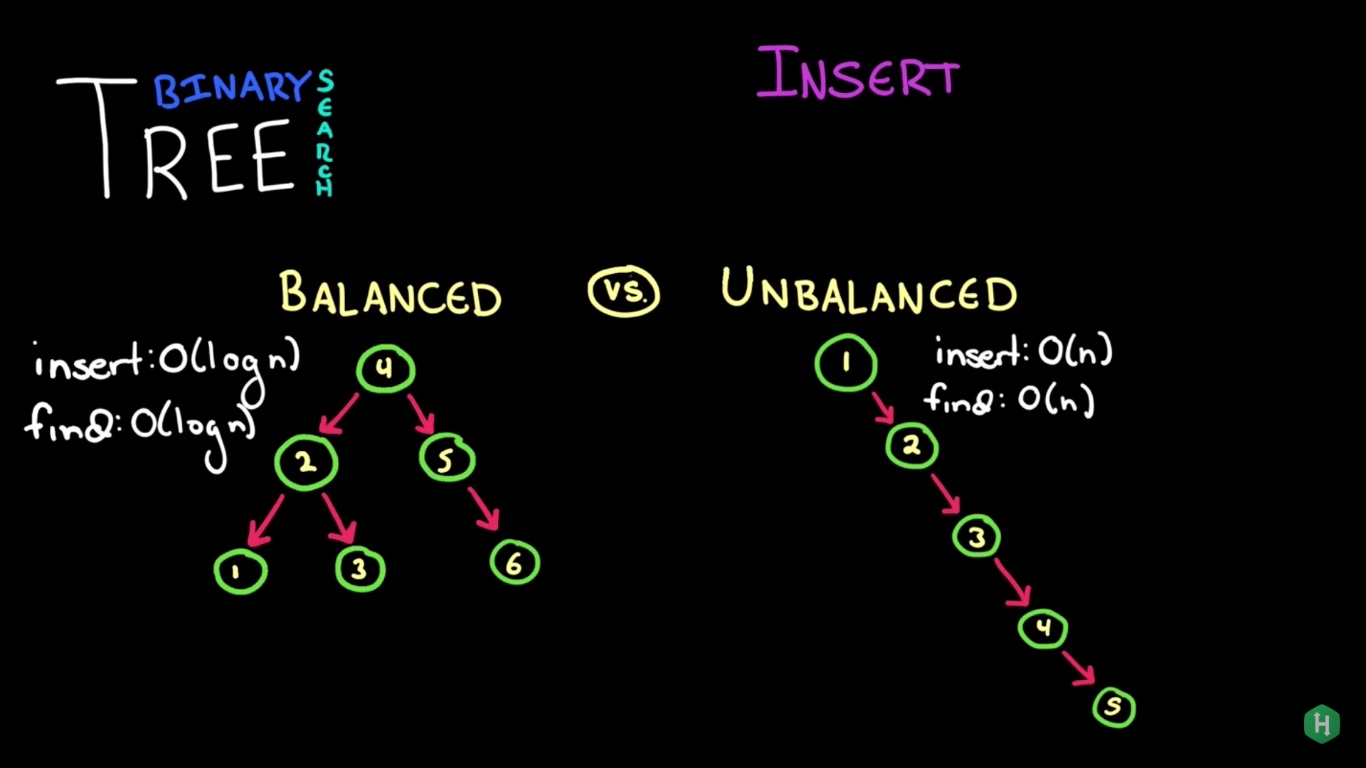 BINARY
SEARCH
TREE
INSERT
BALANCED
VS.
UNBALANCED
insert: O(log n)
find: O(log n)
4
2
5
1
3
6
insert: O(n)
find: O(n)
1
2
3
4
5
H